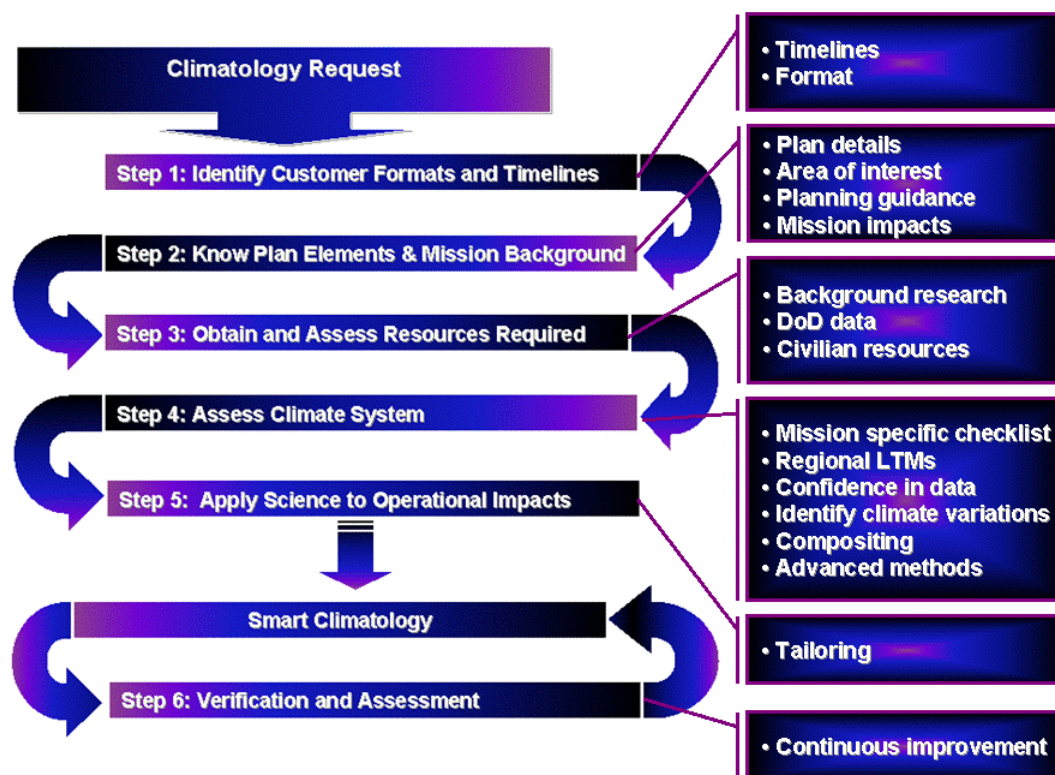 Climatology Request
Step 1: Identify Customer Formats and Timelines
Step 2: Know Plan Elements & Mission Background
Step 3: Obtain and Assess Resources Required
Step 4: Assess Climate System
Step 5:  Apply Science to Operational Impacts
Smart Climatology
Step 6: Verification and Assessment
• Timelines
• Format
• Plan details
• Area of interest
• Planning guidance
• Mission impacts
• Background research
• DoD data
• Civilian resources
• Mission specific checklist
• Regional LTMs
• Confidence in data
• Identify climate variations
• Compositing
• Advanced methods
• Tailoring
• Continuous improvement